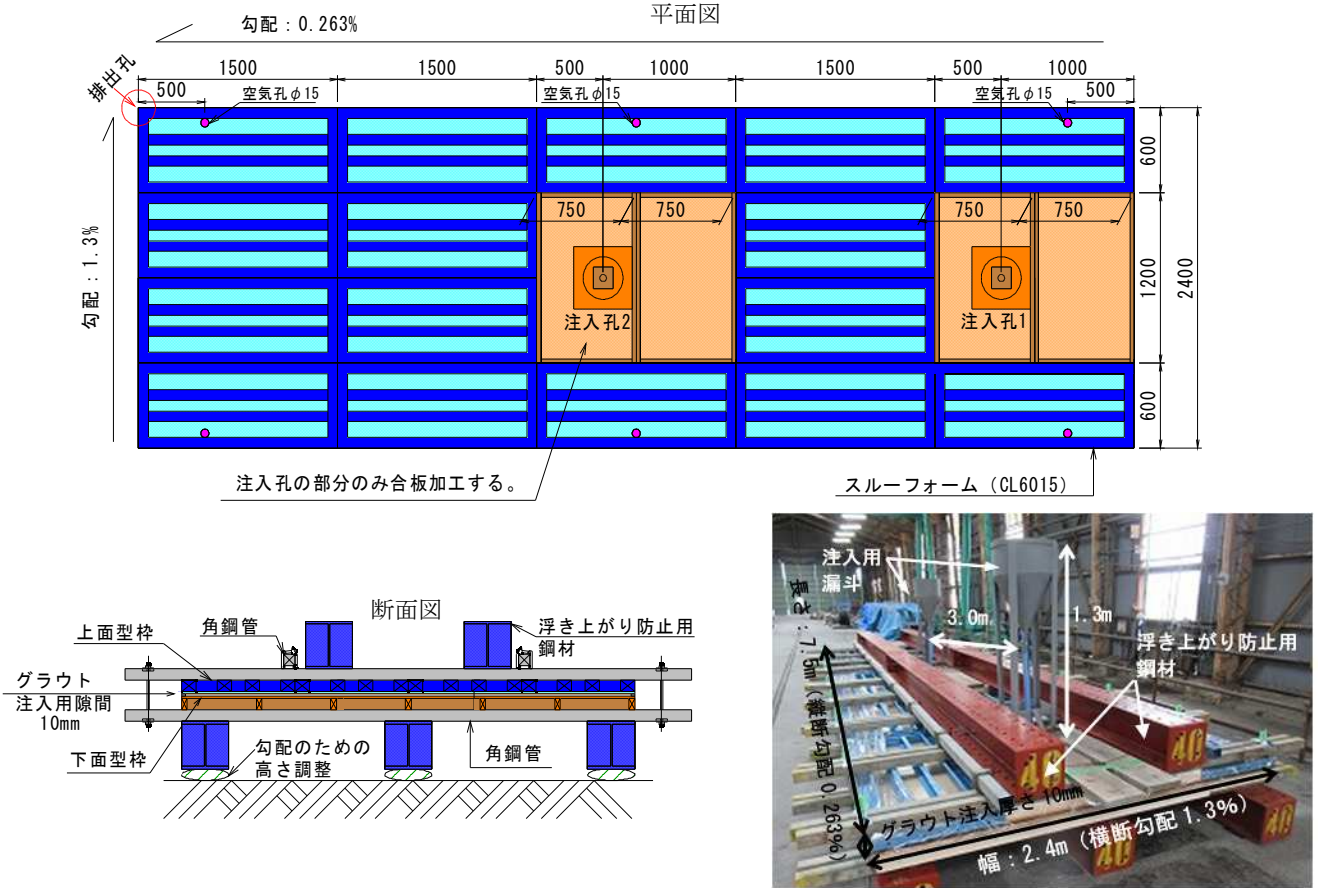 平面図
勾配：0.263%
1500
1500
500
1000
1500
500
1000
排出孔
500
空気孔φ15
空気孔φ15
空気孔φ15
500
600
1200
600
2400
勾配：1.3%
750
750
750
750
注入孔2
注入孔1
注入孔の部分のみ合板加工する。
スルーフォーム（CL6015）
断面図
上面型枠
角鋼管
浮き上がり防止用
鋼材
グラウト
注入用隙間
10mm
下面型枠
勾配のための
高さ調整
角鋼管
注入用
漏斗
3.0m
1.3m
浮き上がり防止用
鋼材
長さ：7.5m（縦断勾配0.263%）
グラウト注入厚さ10mm
幅：2.4m（横断勾配1.3%）
40
40
40
40